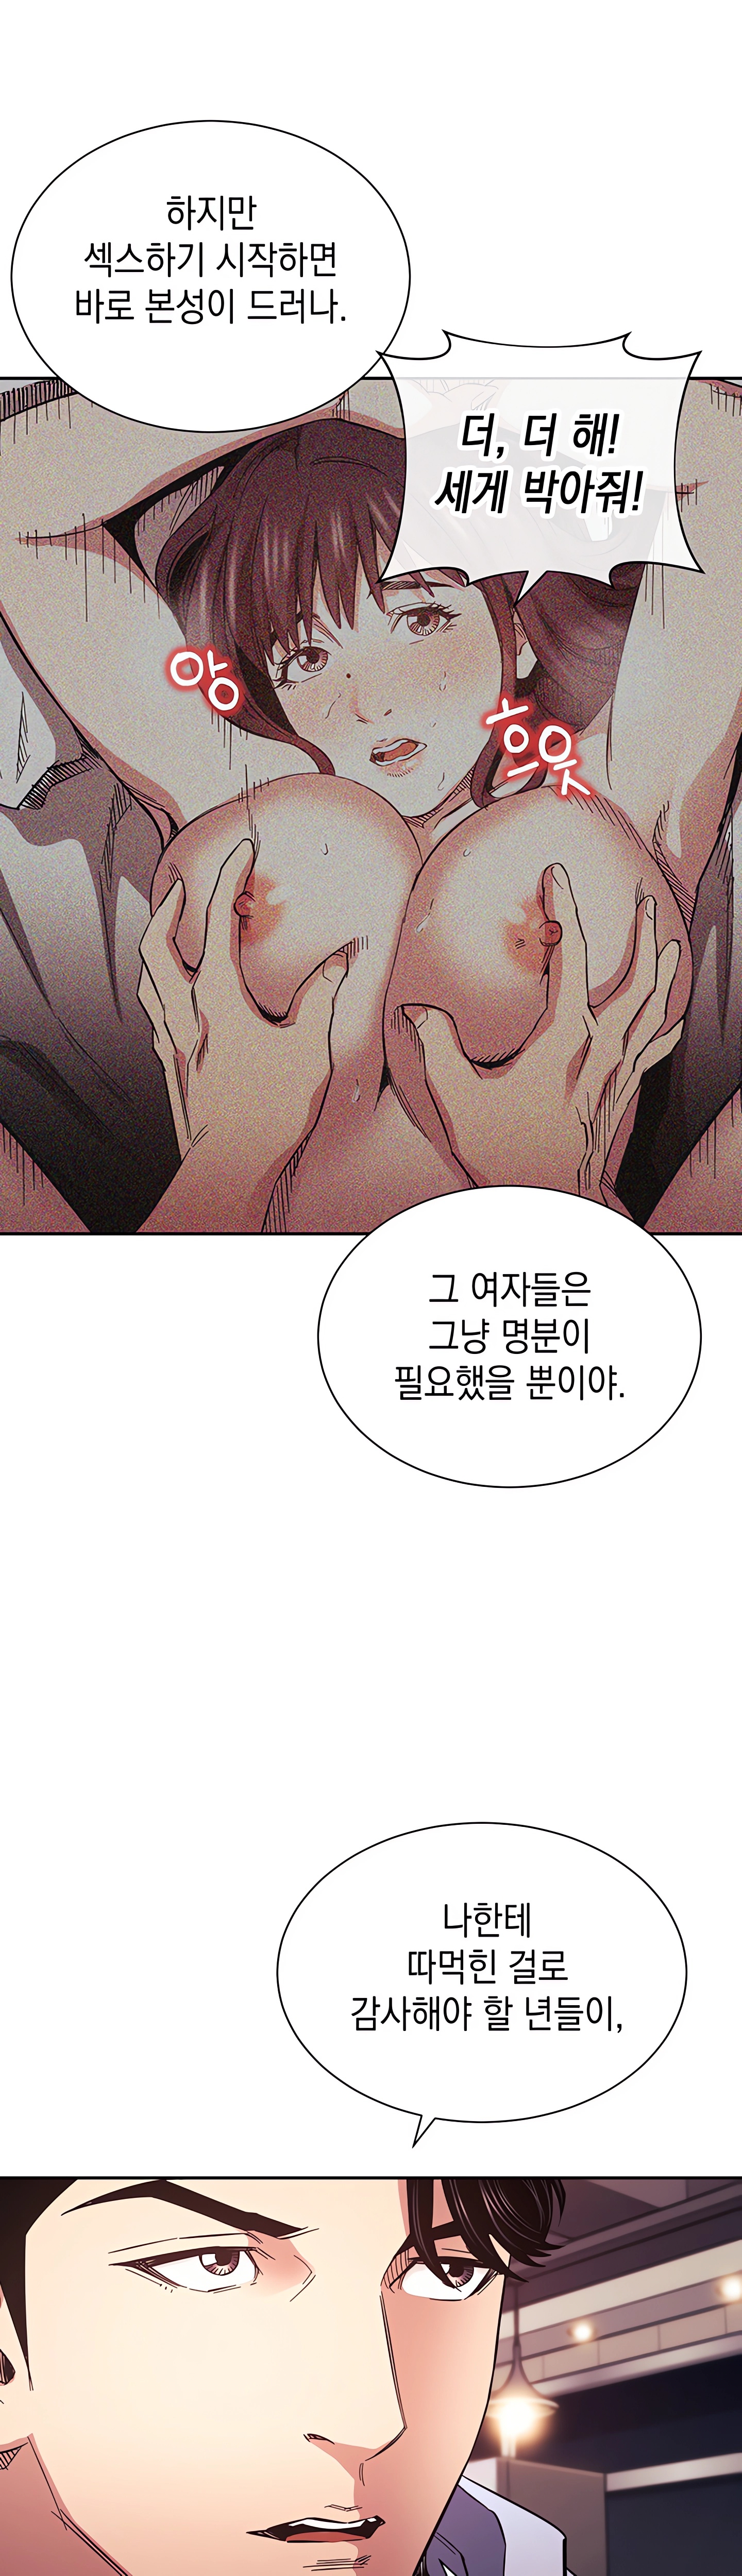 하지만
섹스하기 시작하면
바로 본성이 드러나.
더, 더 해!
세게 박아줘!
앙
흐읏
그 여자들은
그냥 명분이
필요했을 뿐이야.
나한테
따먹힌 걸로
감사해야 할 년들이,